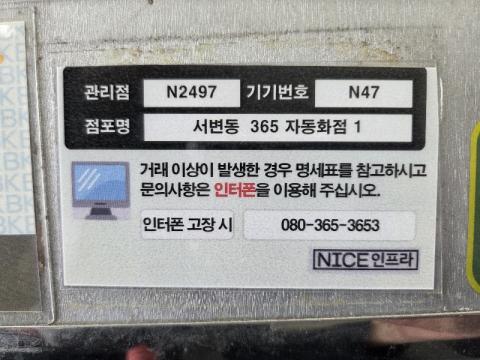 관리점 N2497 기기번호 N47
점포명 서변동 365 자동화점 1
거래 이상이 발생한 경우 명세표를 참고하시고
문의사항은 인터폰을 이용해 주십시오.
인터폰 고장 시 080-365-3653
NICE인프라